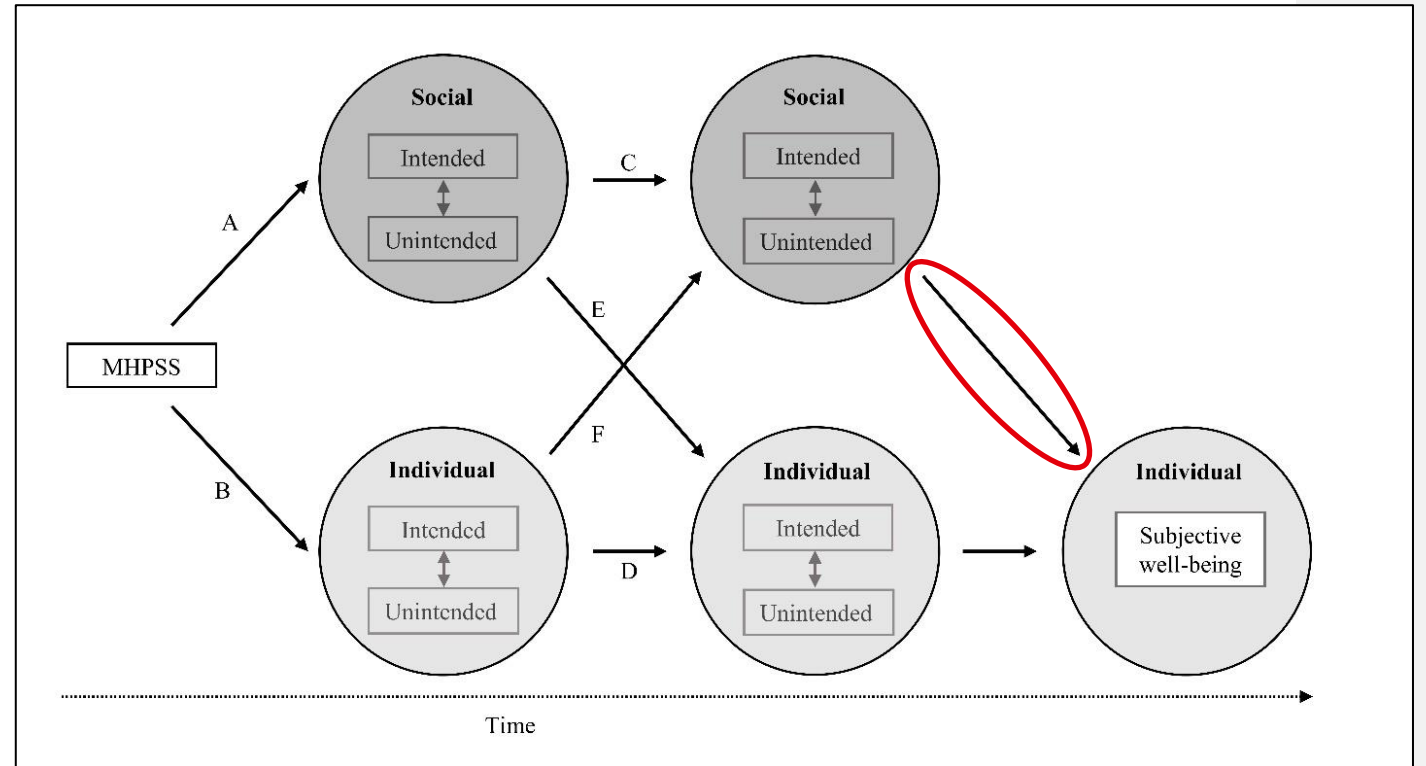 Social
Intended
Unintended
Social
Intended
Unintended
A
C
E
MHPSS
F
B
Individual
Intended
Unintended
D
Individual
Intended
Unintended
Individual
Subjective
well-being
Time